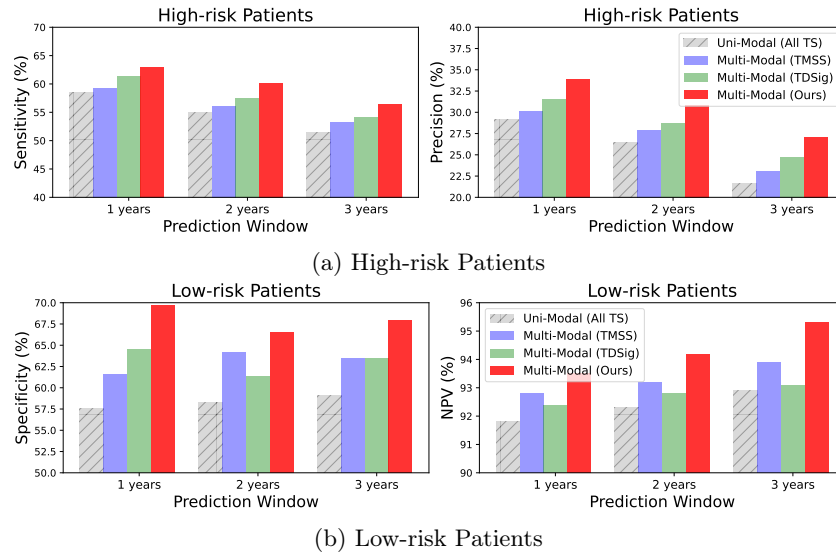 High-risk Patients
Sensitivity (%)
70
65
60
55
50
45
40
1 years 2 years 3 years
Prediction Window
High-risk Patients
Precision (%)
40.0
37.5
35.0
32.5
30.0
27.5
25.0
22.5
20.0
Uni-Modal (All TS)
Multi-Modal (TMSS)
Multi-Modal (TDSig)
Multi-Modal (Ours)
1 years 2 years 3 years
Prediction Window
(a) High-risk Patients
Low-risk Patients
Specificity (%)
70.0
67.5
65.0
62.5
60.0
57.5
55.0
52.5
50.0
1 years 2 years 3 years
Prediction Window
Low-risk Patients
NPV (%)
96
95
94
93
92
91
90
Uni-Modal (All TS)
Multi-Modal (TMSS)
Multi-Modal (TDSig)
Multi-Modal (Ours)
1 years 2 years 3 years
Prediction Window
(b) Low-risk Patients